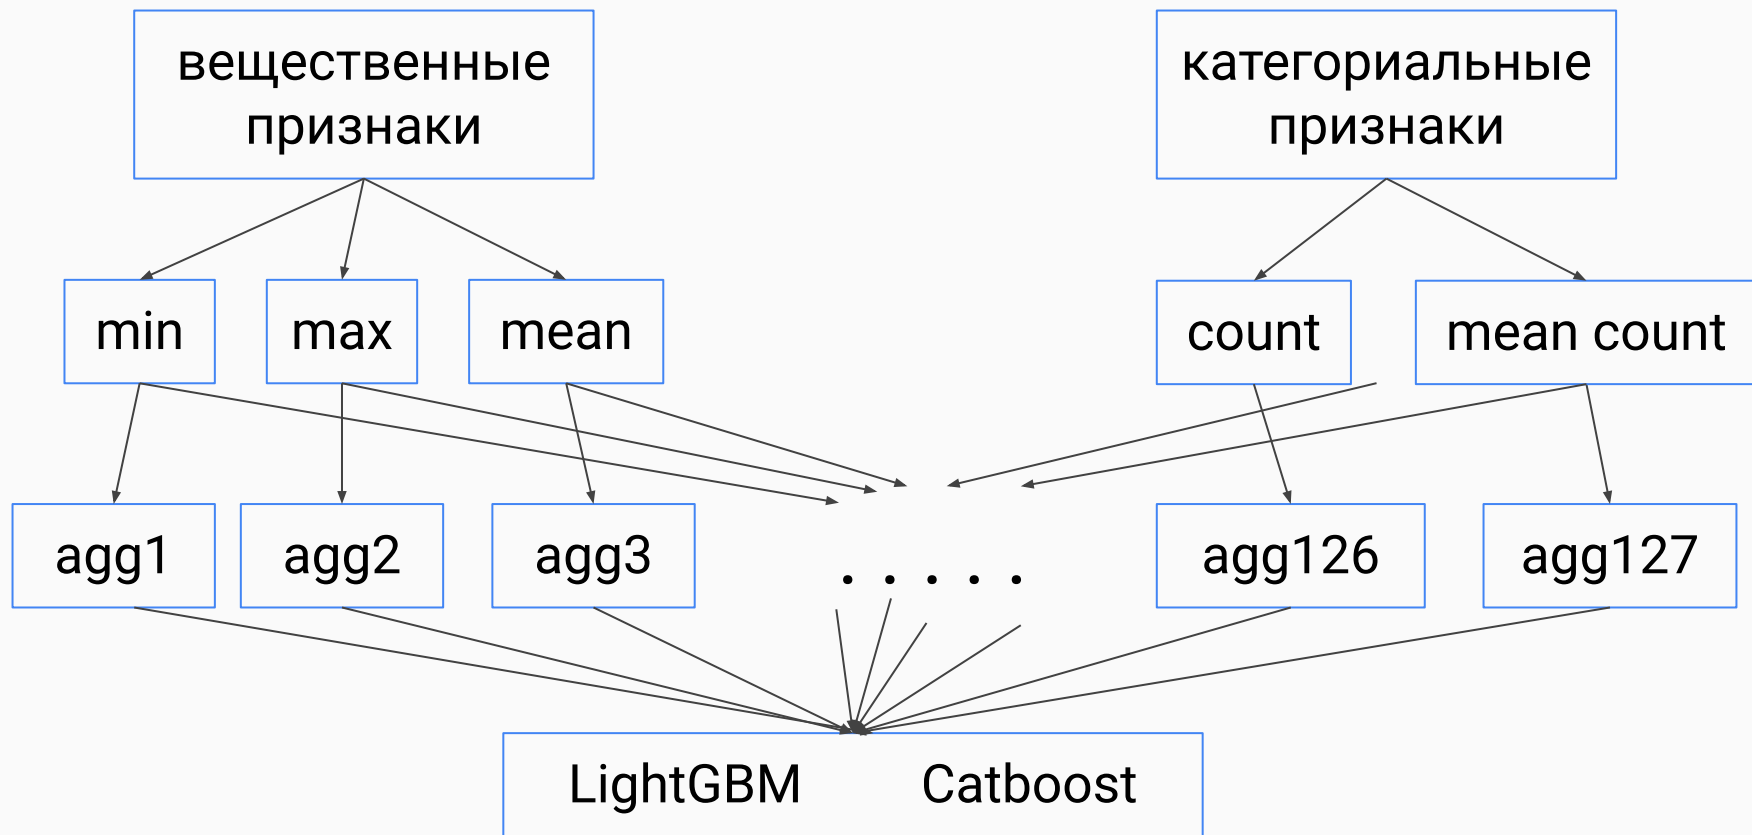 вещественные
признаки
категориальные
признаки
min
max
mean
count
mean count
agg1
agg2
agg3
. . . . .
agg126
agg127
LightGBM Catboost